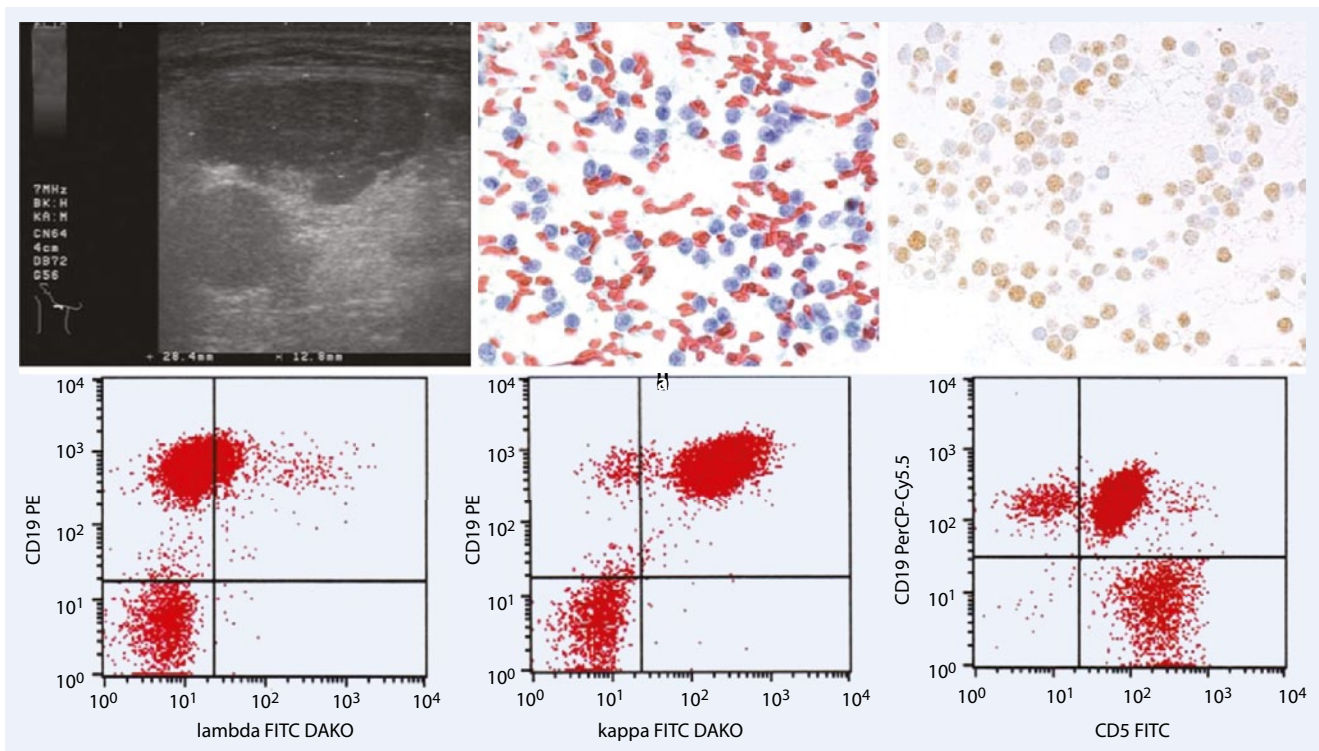 7MHz
BK:H
KA:M
CN64
4cm
DB72
G56
+ 28.4mm × 12.8mm
a
10⁴
10³
10²
10¹
10⁰
CD19 PE
10⁰ 10¹ 10² 10³ 10⁴
lambda FITC DAKO
10⁴
10³
10²
10¹
10⁰
CD19 PE
10⁰ 10¹ 10² 10³ 10⁴
kappa FITC DAKO
10⁴
10³
10²
10¹
10⁰
CD19 PerCP-Cy5.5
10⁰ 10¹ 10² 10³ 10⁴
CD5 FITC